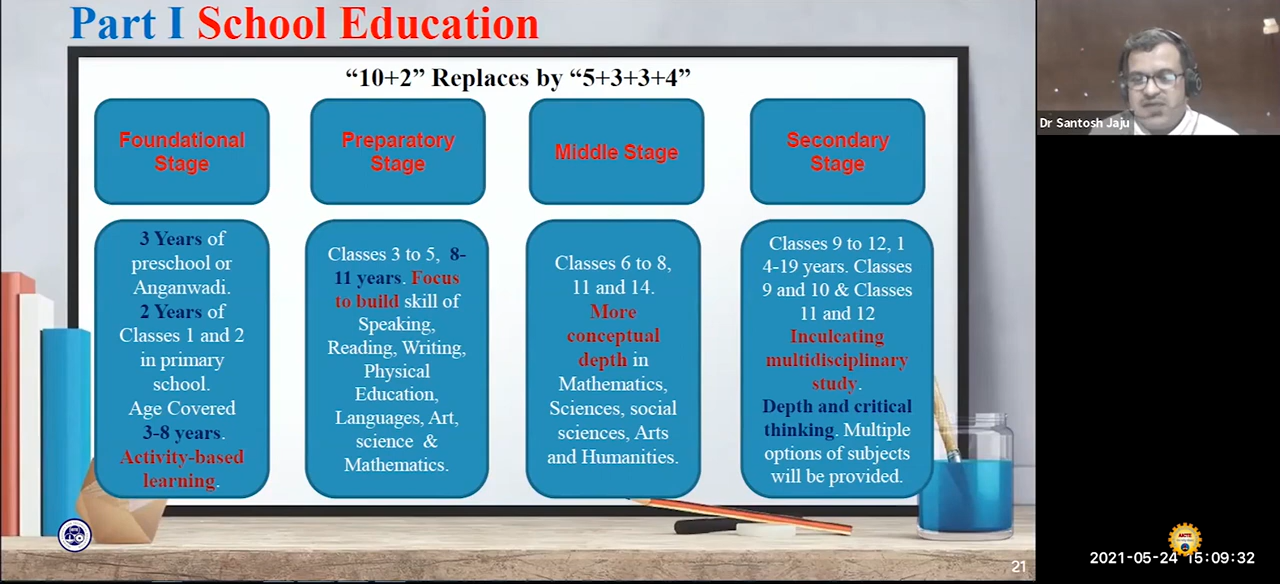 Part I School Education
“10+2” Replaces by “5+3+3+4”
Foundational
Stage
Preparatory
Stage
Middle Stage
Secondary
Stage
3 Years of
preschool or
Anganwadi.
2 Years of
Classes 1 and 2
in primary
school.
Age Covered
3-8 years.
Activity-based
learning.
Classes 3 to 5, 8-
11 years. Focus
to build skill of
Speaking,
Reading, Writing,
Physical
Education,
Languages, Art,
science &
Mathematics.
Classes 6 to 8,
11 and 14.
More
conceptual
depth in
Mathematics,
Sciences, social
sciences, Arts
and Humanities.
Classes 9 to 12, 1
4-19 years. Classes
9 and 10 & Classes
11 and 12
Inculcating
multidisciplinary
study.
Depth and critical
thinking. Multiple
options of subjects
will be provided.
21
Dr Santosh Jaju
AICTE
2021-05-24 15:09:32